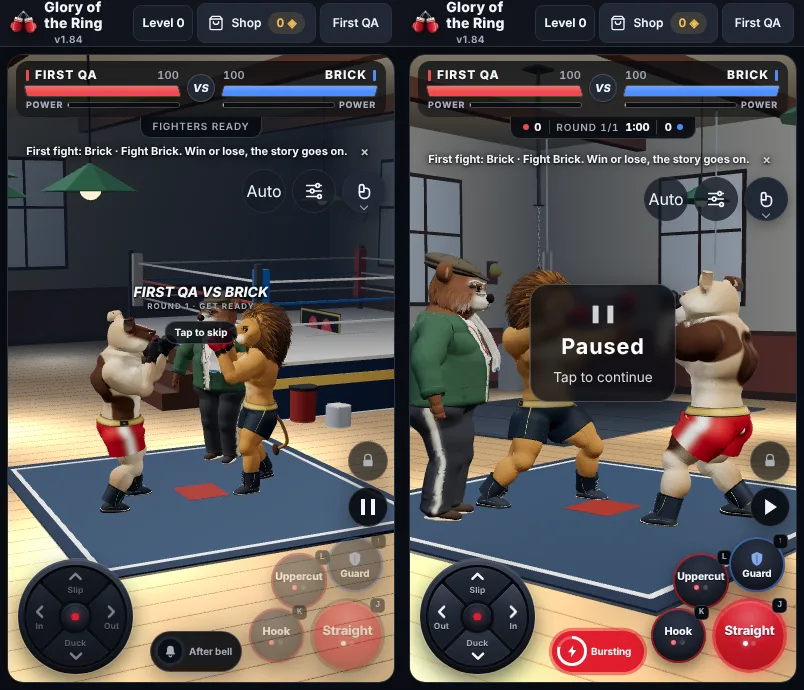 Glory of
the Ring
v1.84
Level 0
Shop
0
First QA
FIRST QA
100
VS
100
BRICK
POWER
POWER
FIGHTERS READY
First fight: Brick · Fight Brick. Win or lose, the story goes on. ×
Auto
FIRST QA VS BRICK
ROUND 1 · GET READY
Tap to skip
L
Uppercut
↑
Guard
Slip
In
Out
Duck
K
Hook
J
Straight
After bell
Glory of
the Ring
v1.84
Level 0
Shop
0
First QA
FIRST QA
100
VS
100
BRICK
POWER
POWER
0
ROUND 1/1 1:00
0
First fight: Brick · Fight Brick. Win or lose, the story goes on. ×
Auto
Paused
Tap to continue
L
Uppercut
↑
Guard
Slip
Out
In
Duck
K
Hook
J
Straight
Bursting